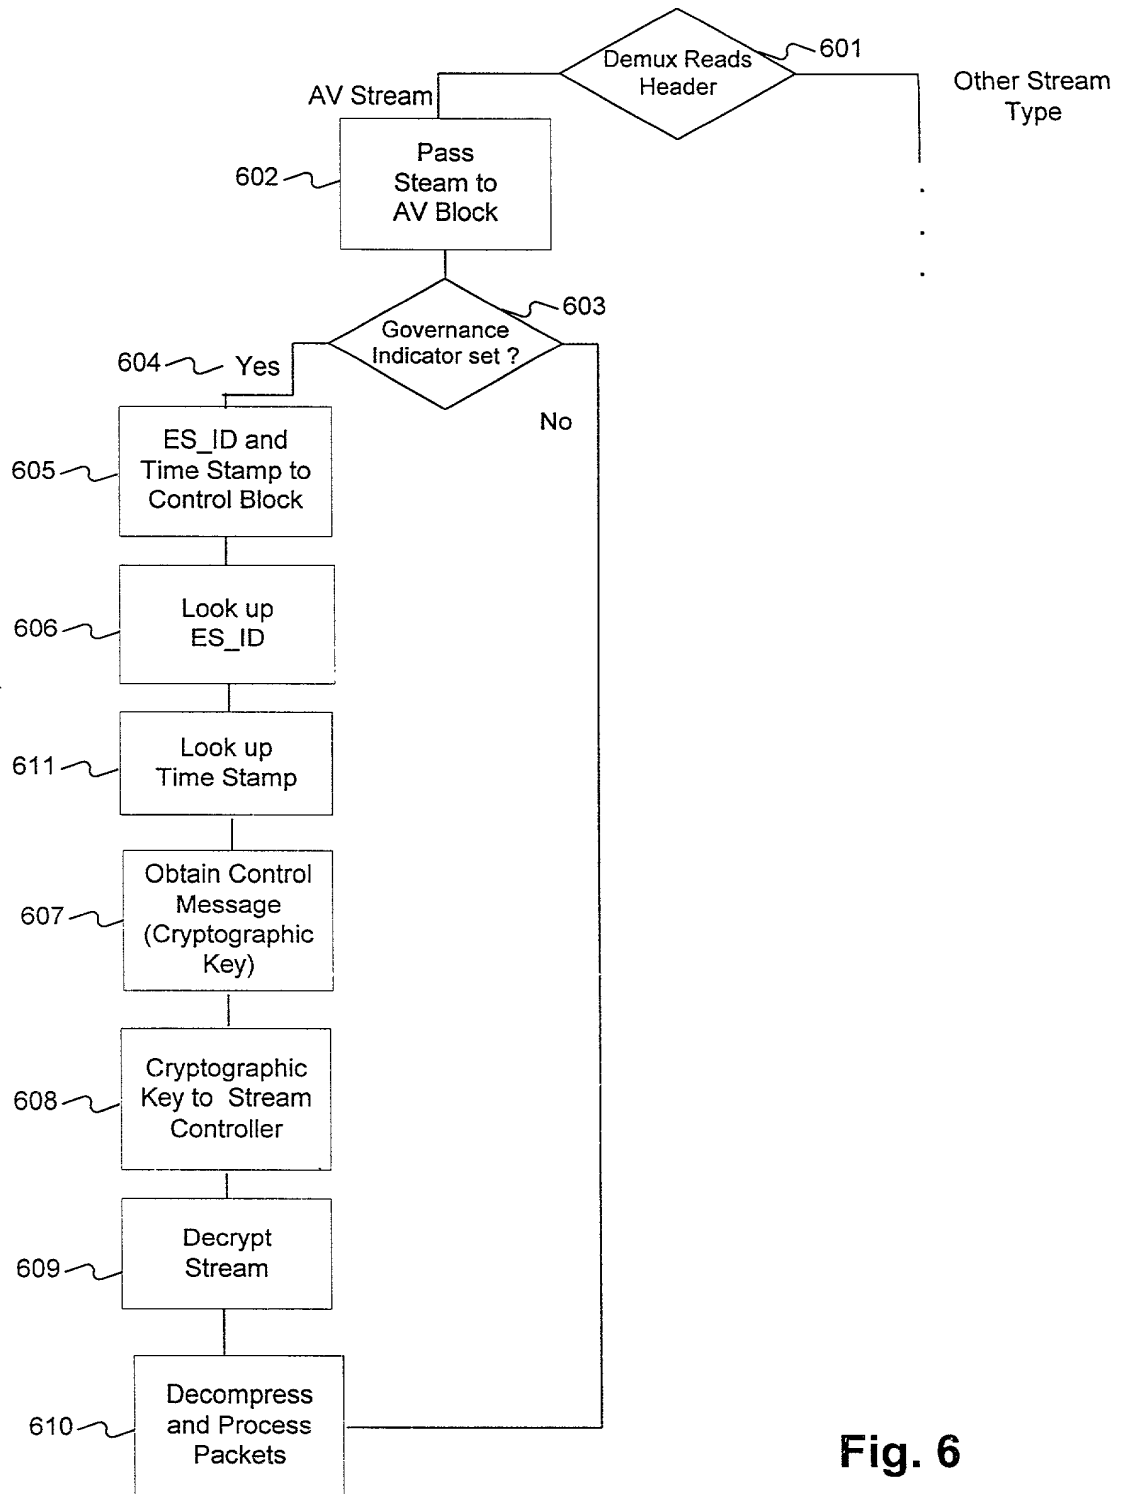 Demux Reads
Header
601
AV Stream
Other Stream
Type
Pass
Steam to
AV Block
602
603
Governance
Indicator set ?
604
Yes
No
ES_ID and
Time Stamp to
Control Block
605
Look up
ES_ID
606
Look up
Time Stamp
611
Obtain Control
Message
(Cryptographic
Key)
607
Cryptographic
Key to Stream
Controller
608
Decrypt
Stream
609
Decompress
and Process
Packets
610
Fig. 6